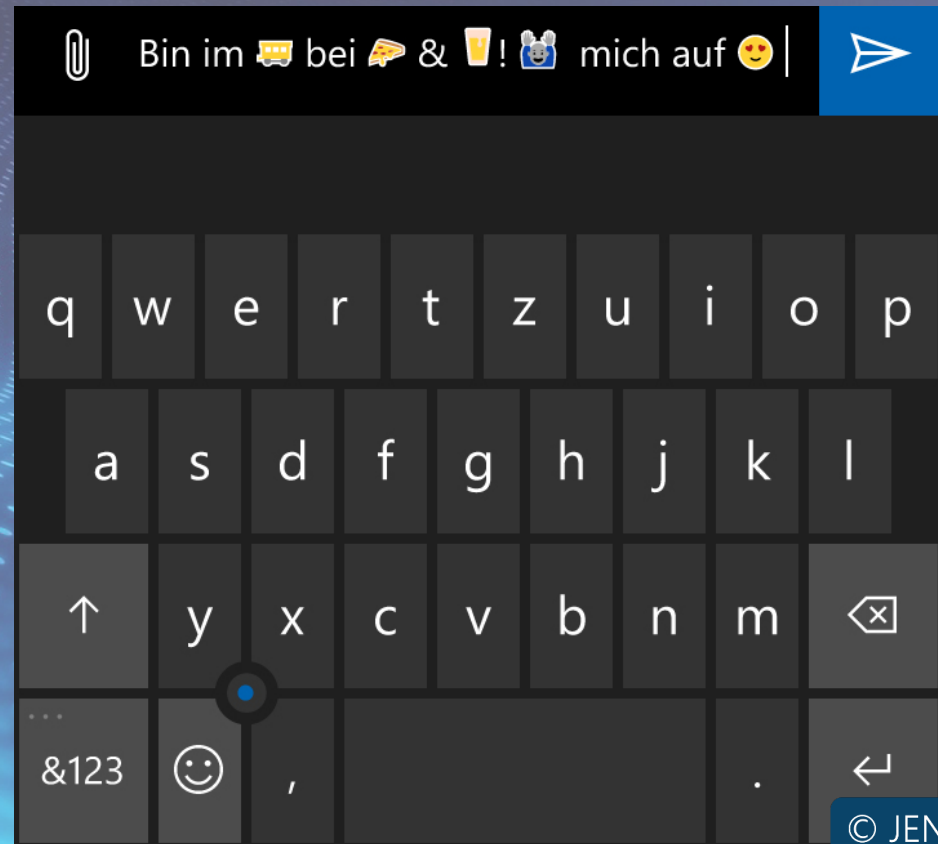 Bin im 🚌 bei 🍕 & 🍺! 🙌 mich auf 😍
q w e r t z u i o p
a s d f g h j k l
↑ y x c v b n m
&123 , .
© JEN